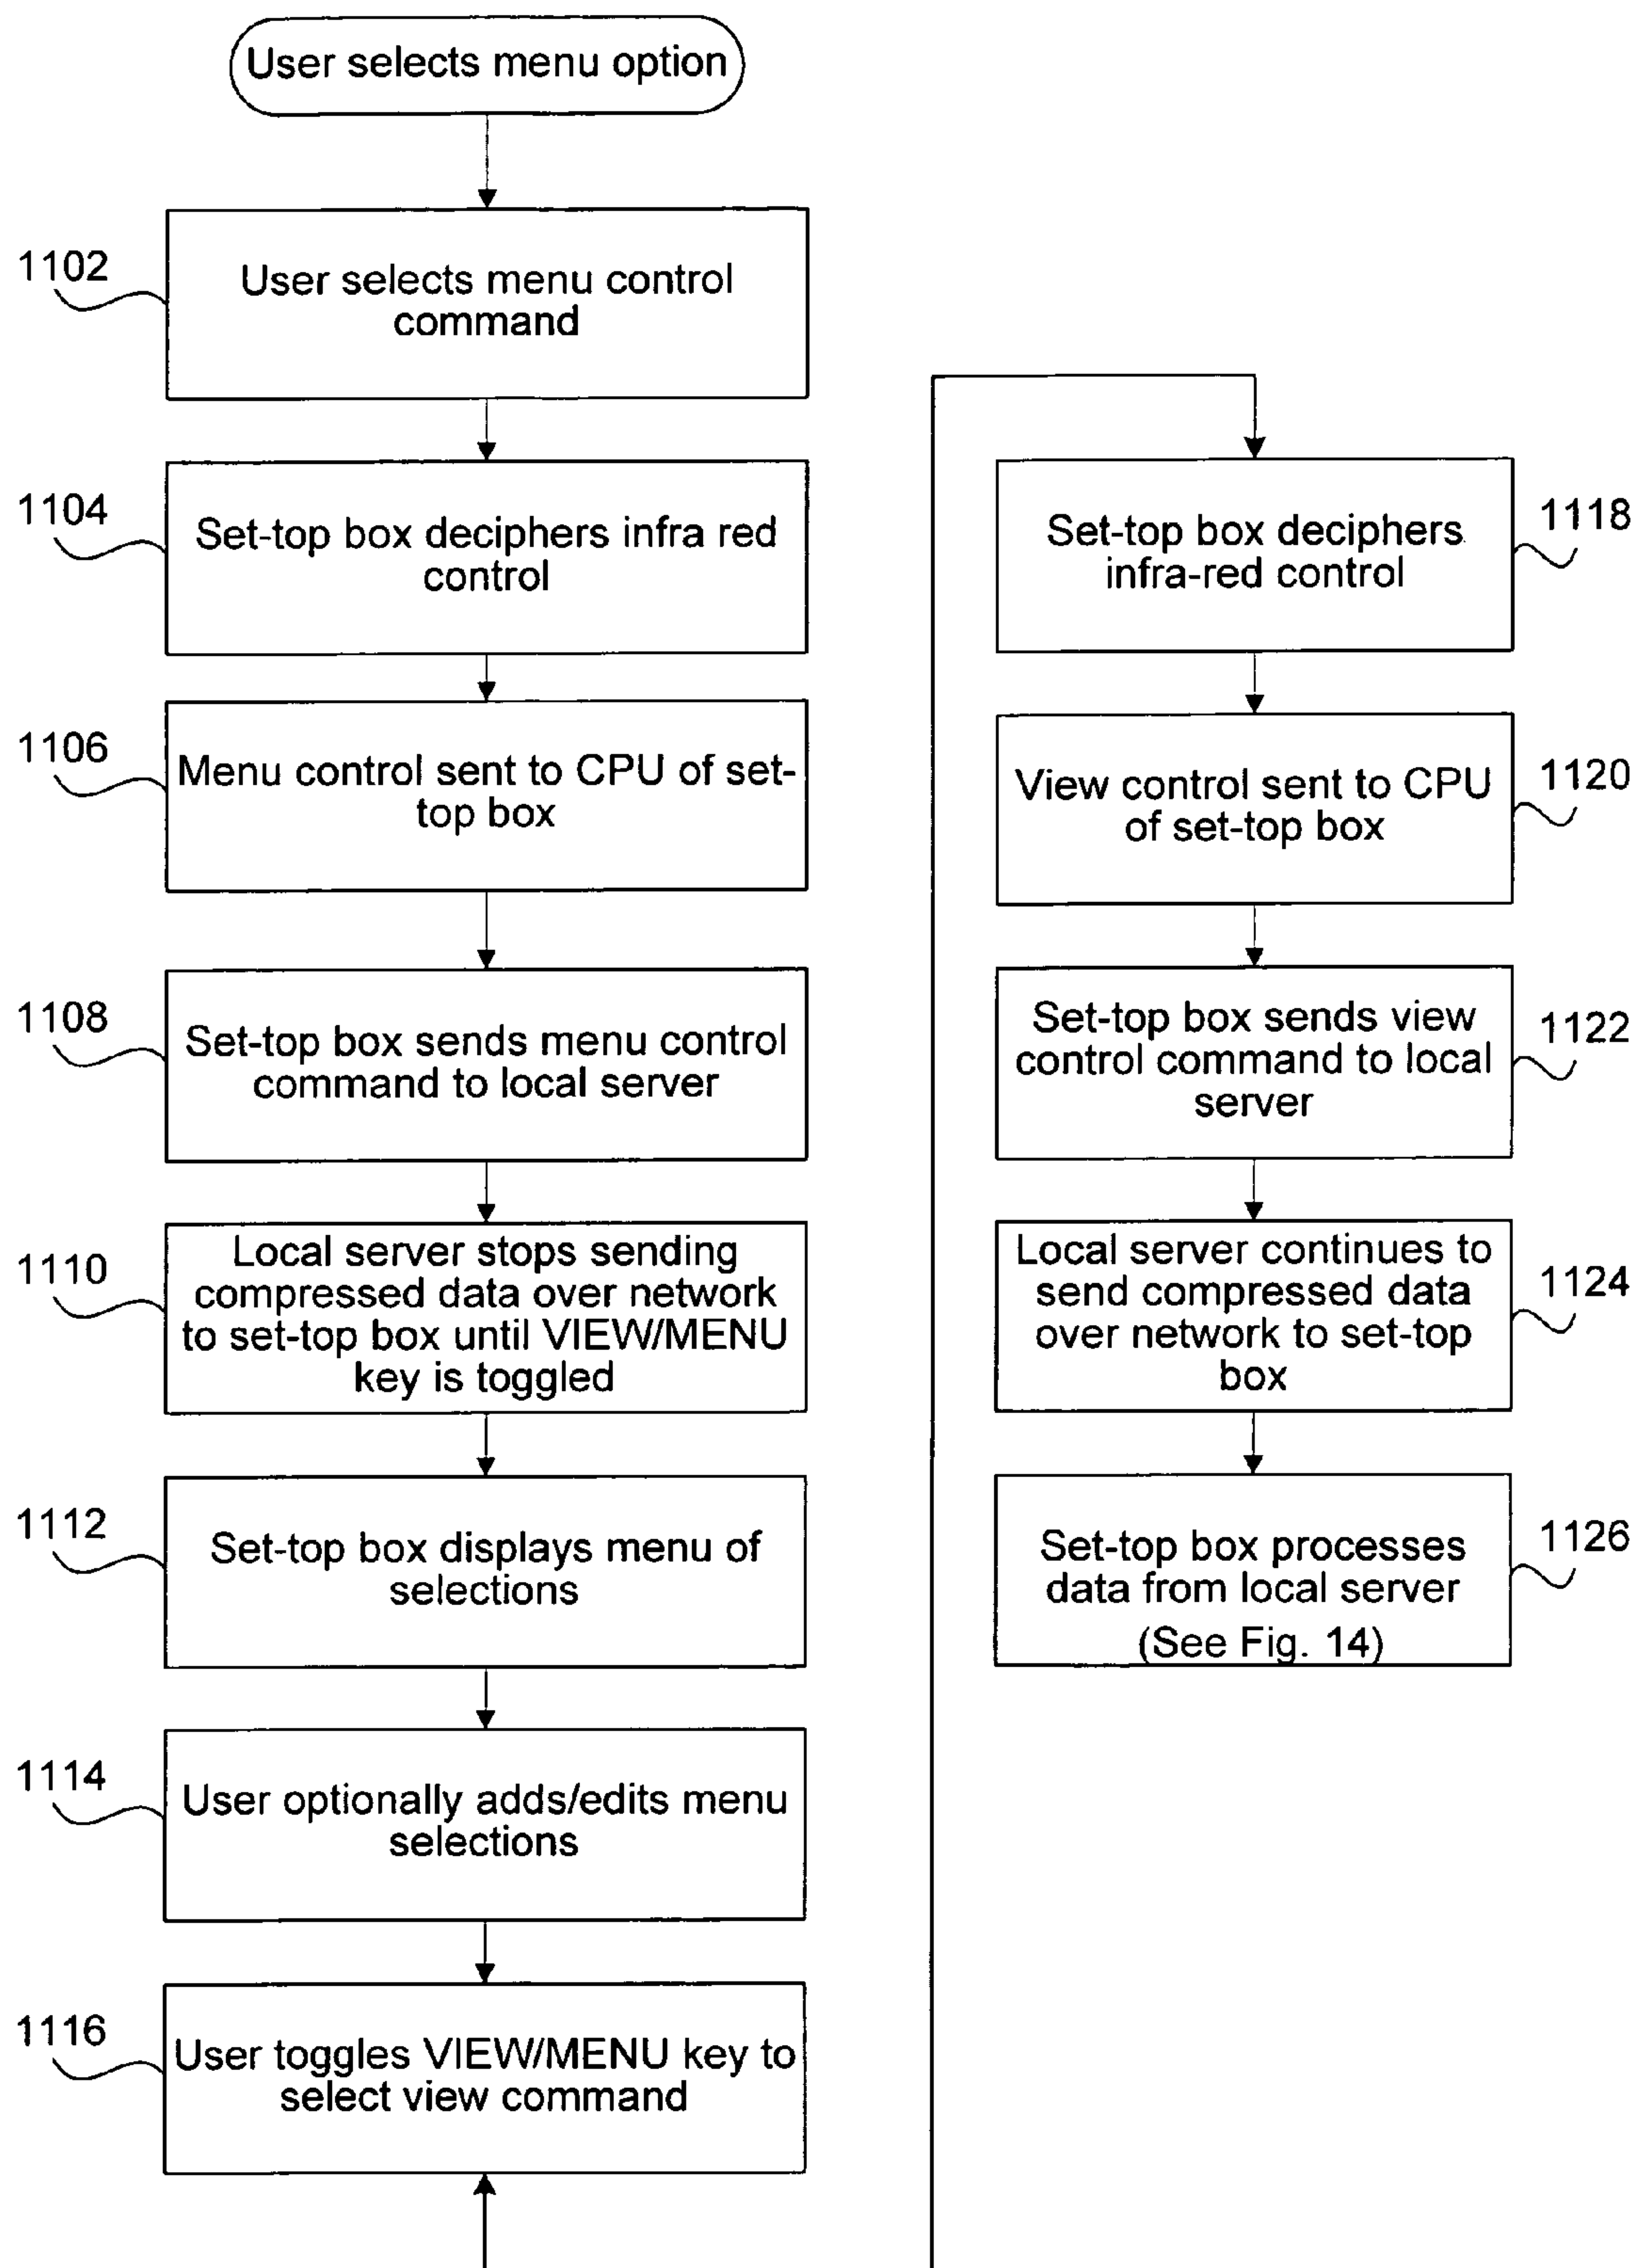 User selects menu option
1102
User selects menu control
command
1104
Set-top box deciphers infra red
control
1106
Menu control sent to CPU of set-
top box
1108
Set-top box sends menu control
command to local server
1110
Local server stops sending
compressed data over network
to set-top box until VIEW/MENU
key is toggled
1112
Set-top box displays menu of
selections
1114
User optionally adds/edits menu
selections
1116
User toggles VIEW/MENU key to
select view command
1118
Set-top box deciphers
infra-red control
1120
View control sent to CPU
of set-top box
1122
Set-top box sends view
control command to local
server
1124
Local server continues to
send compressed data
over network to set-top
box
1126
Set-top box processes
data from local server
(See Fig. 14)